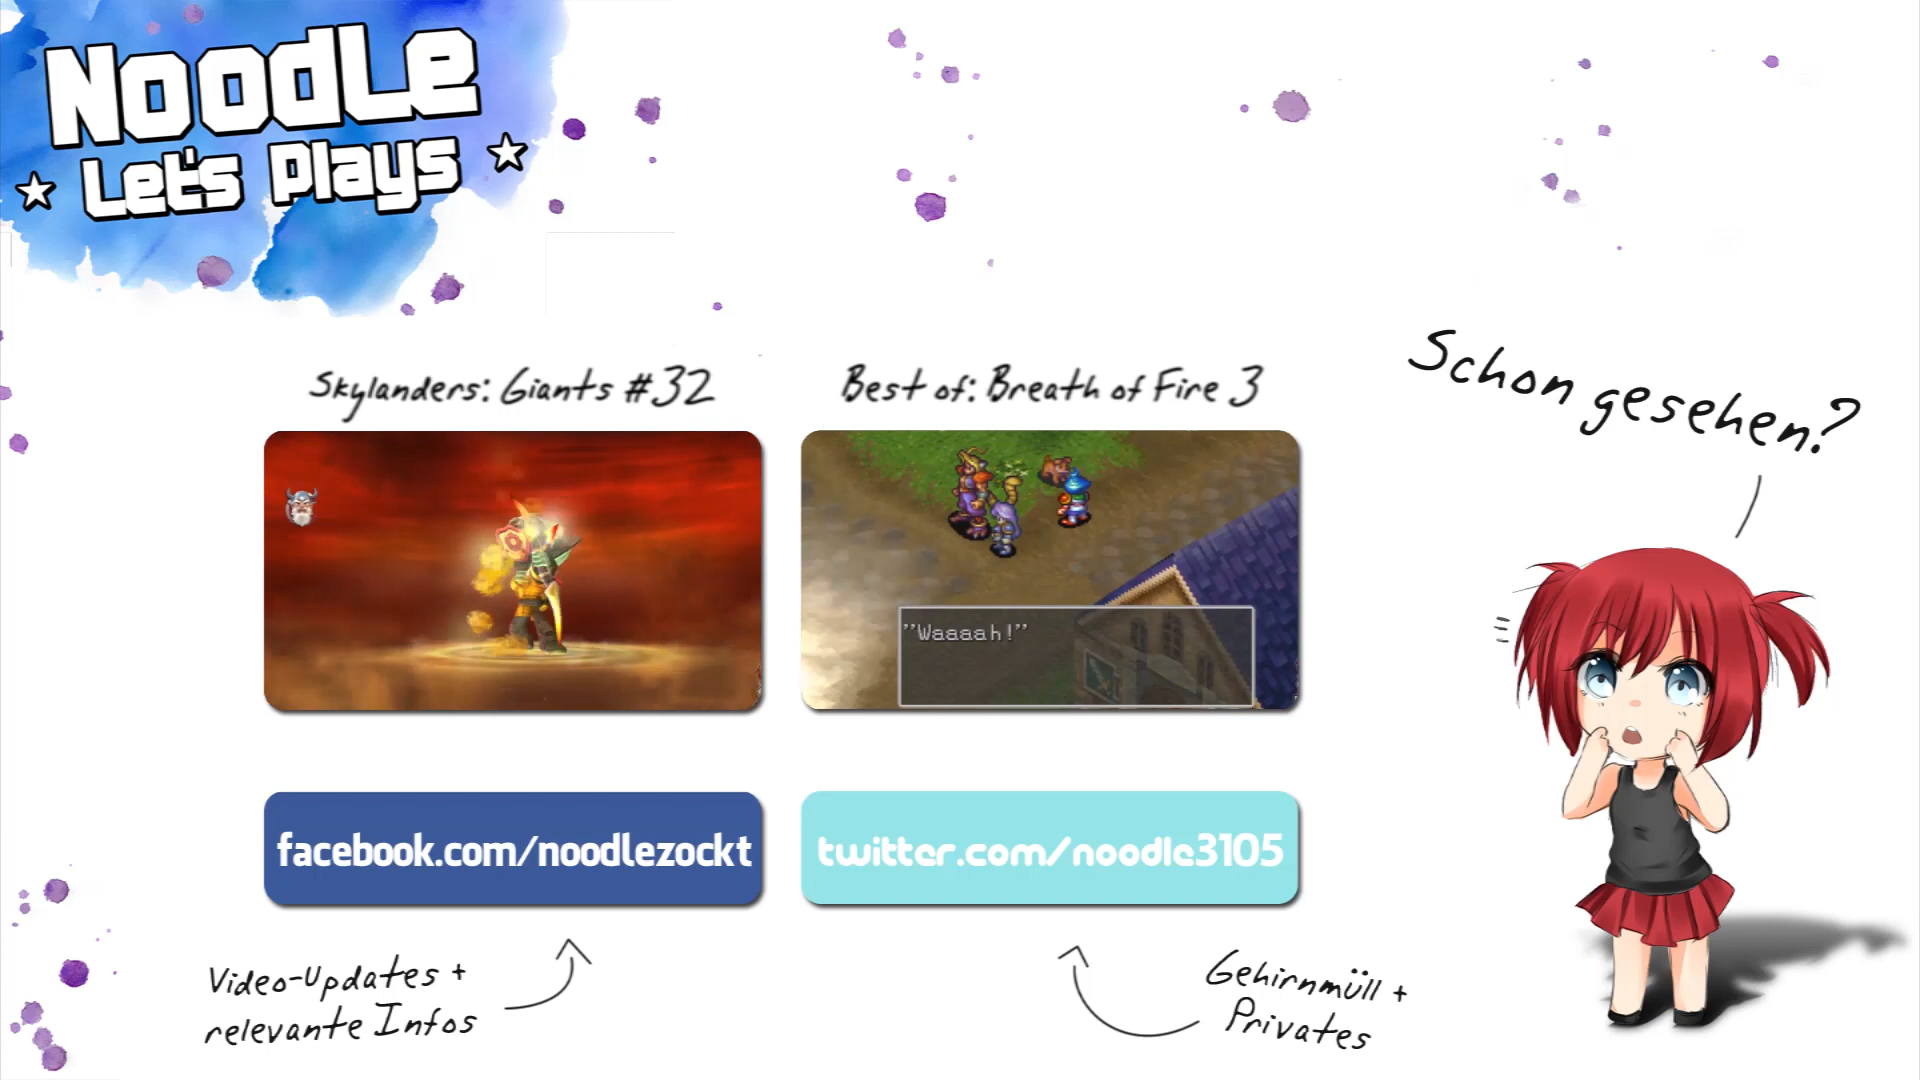 Noodle
Let's Plays
Schon gesehen?
Skylanders: Giants #32
Best of: Breath of Fire 3
"Waaaah!"
facebook.com/noodlezockt
twitter.com/noodle3105
Video-Updates +
relevante Infos
Gehirnmüll +
Privates